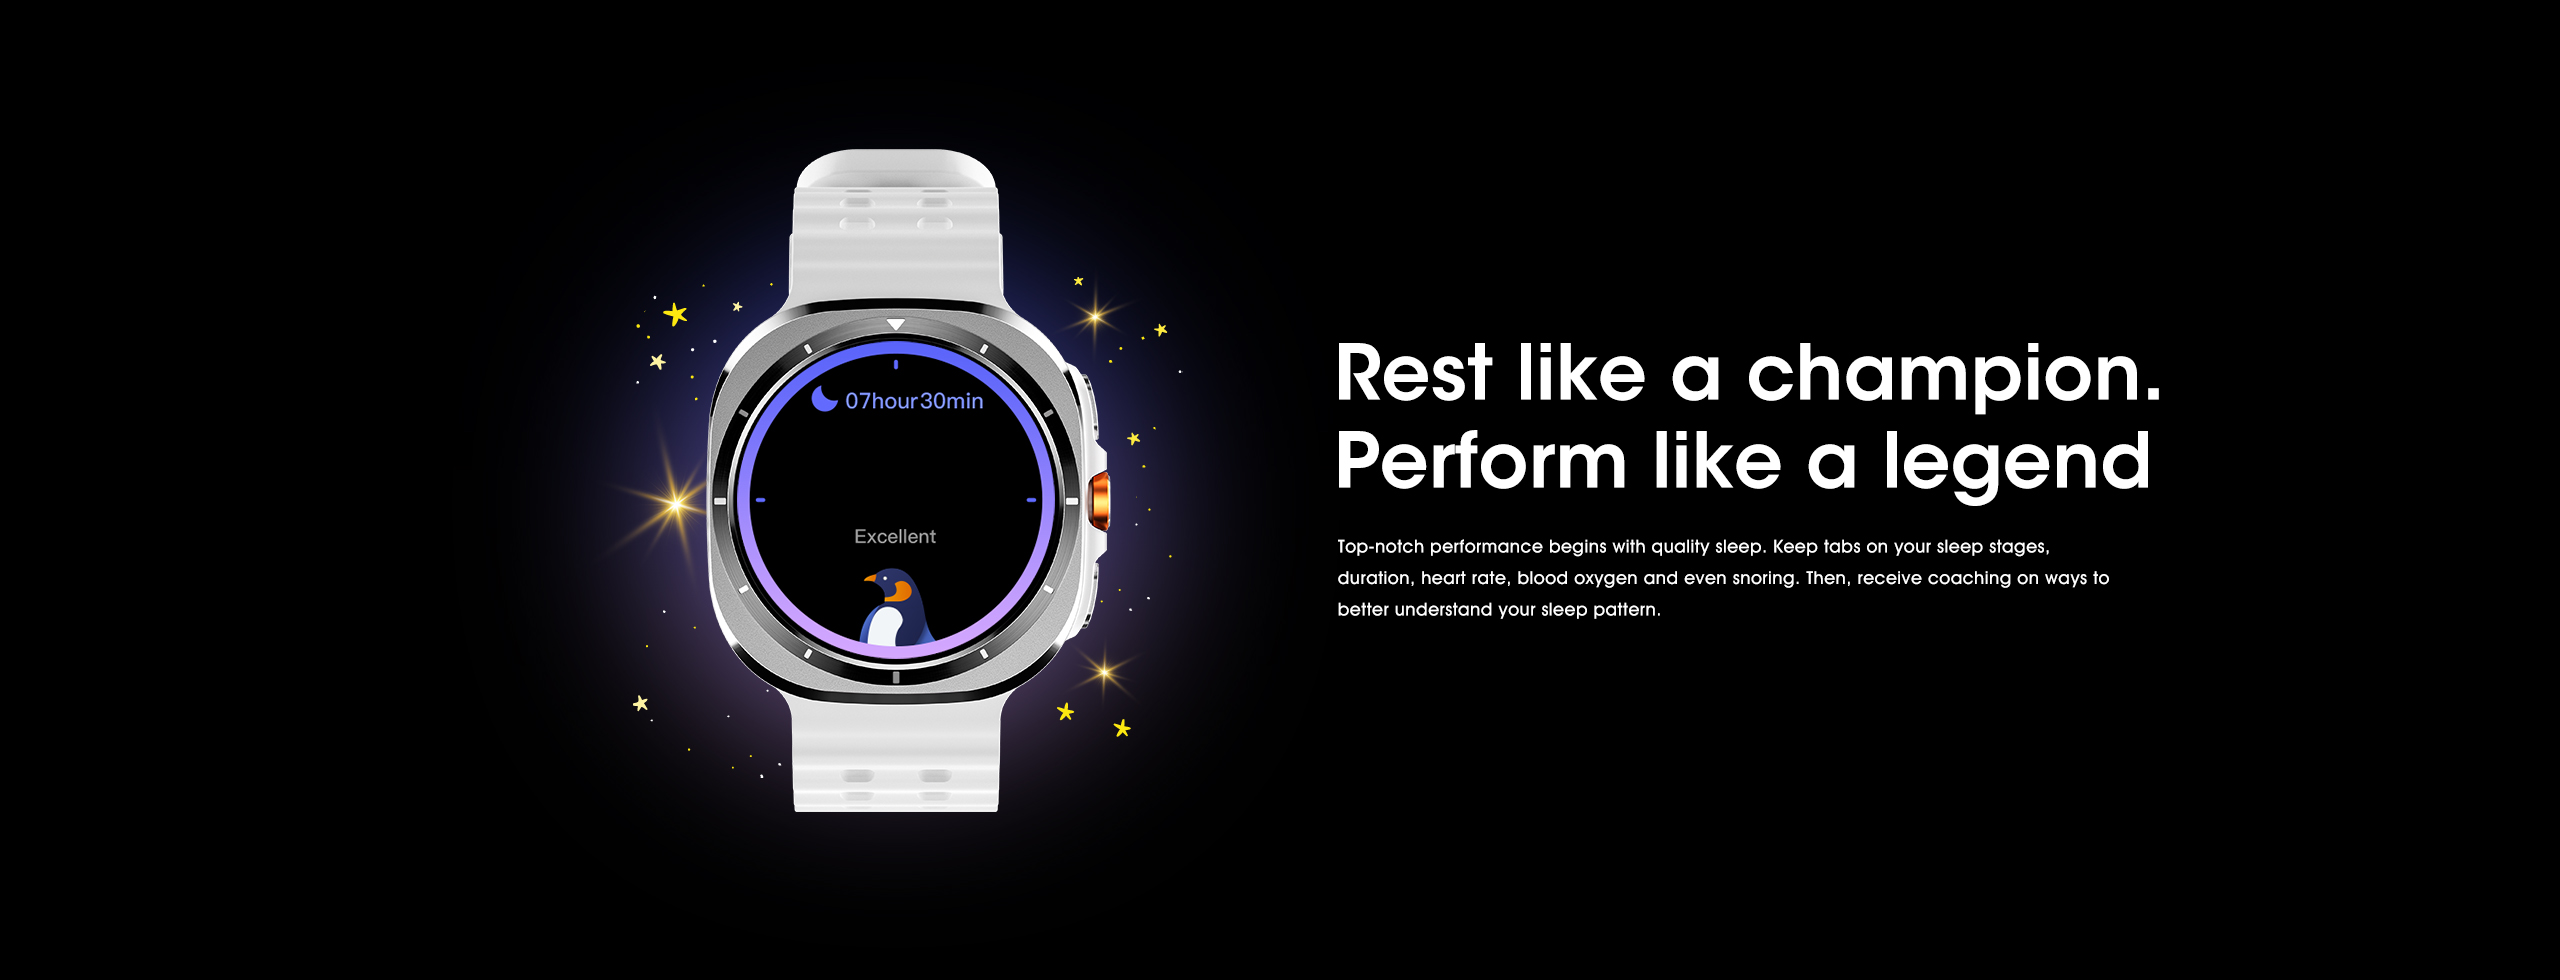 07hour30min
Excellent
Rest like a champion.
Perform like a legend
Top-notch performance begins with quality sleep. Keep tabs on your sleep stages,
duration, heart rate, blood oxygen and even snoring. Then, receive coaching on ways to
better understand your sleep pattern.